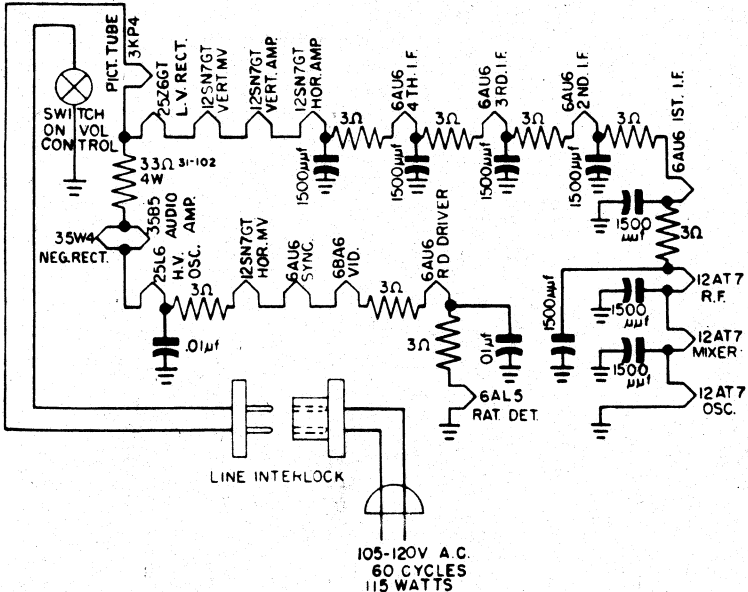 PICT. TUBE
3KP4
25Z6GT
L.V. RECT.
12SN7GT
VERT MV
12SN7GT
VERT. AMP.
12SN7GT
HOR. AMP.
6AU6
4TH. I.F.
6AU6
3RD. I.F.
6AU6
2ND. I.F.
6AU6 IST. I.F.
SWITCH
ON VOL
CONTROL
3Ω
3Ω
3Ω
3Ω
1500μμf
1500μμf
1500μμf
1500μμf
33Ω 31-102
4W
35W4
NEG.RECT.
35B5
AUDIO
AMP.
25L6
H.V.
OSC.
12SN7GT
HOR.MV
6AU6
SYNC.
6BA6
VID.
6AU6
R D DRIVER
3Ω
3Ω
.01μf
3Ω
.01μf
6AL5
RAT. DET.
1500
μμf
3Ω
1500μμf
1500
μμf
12AT7
R.F.
1500
μμf
12AT7
MIXER
12AT7
OSC.
LINE INTERLOCK
105-120V A.C.
60 CYCLES
115 WATTS